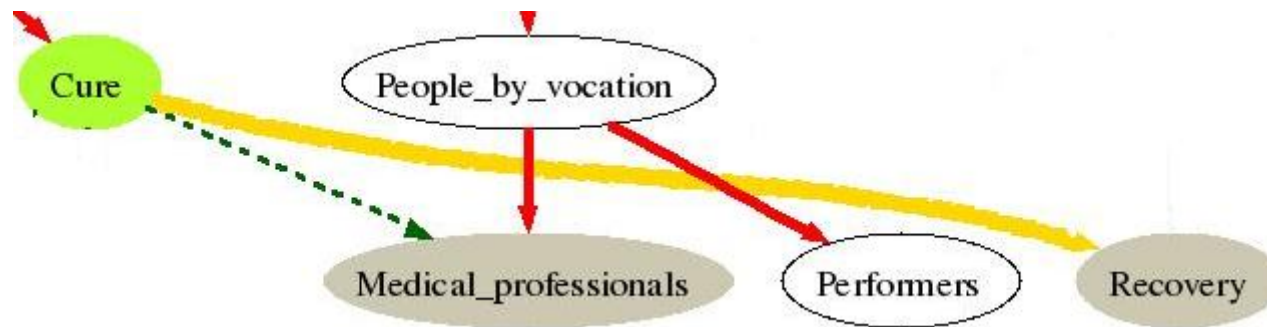 Cure
People_by_vocation
Medical_professionals
Performers
Recovery